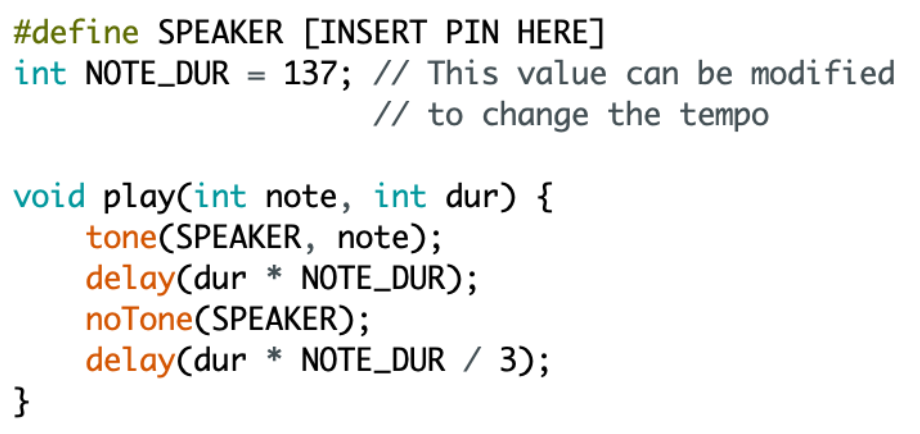 #define SPEAKER [INSERT PIN HERE]
int NOTE_DUR = 137; // This value can be modified
// to change the tempo
void play(int note, int dur) {
tone(SPEAKER, note);
delay(dur * NOTE_DUR);
noTone(SPEAKER);
delay(dur * NOTE_DUR / 3);
}